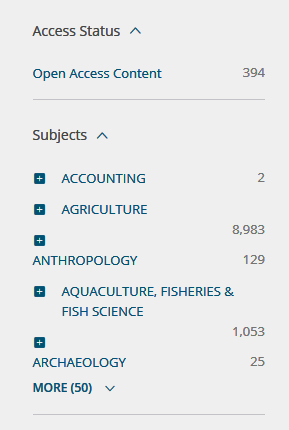 Access Status
Open Access Content 394
Subjects
ACCOUNTING 2
AGRICULTURE
8,983
ANTHROPOLOGY 129
AQUACULTURE, FISHERIES &
FISH SCIENCE
1,053
ARCHAEOLOGY 25
MORE (50)